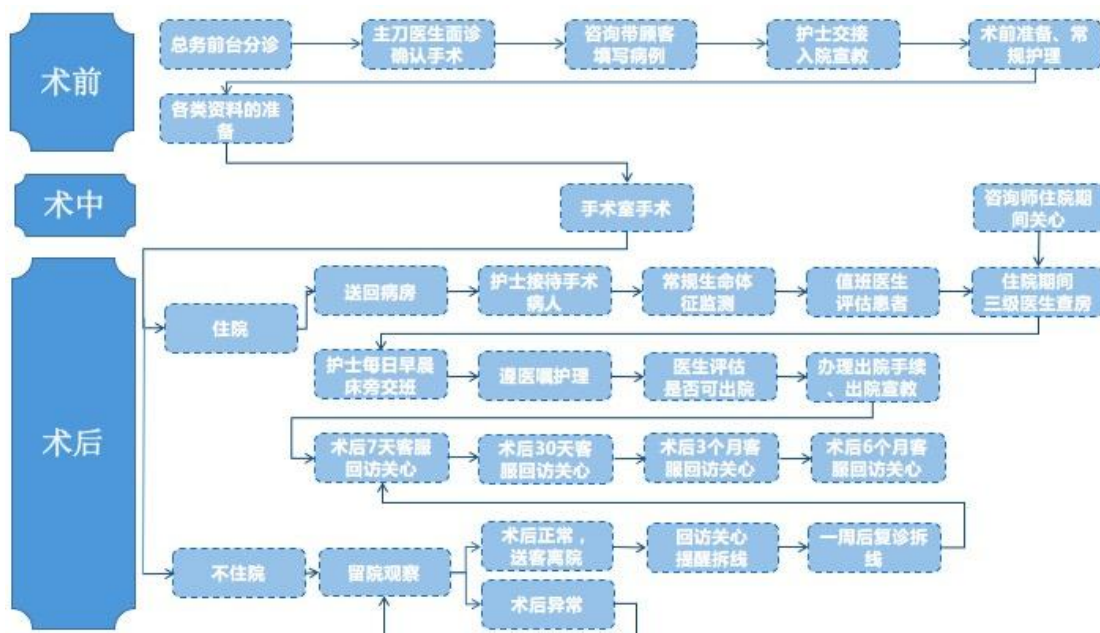 术前
总务前台分诊
主刀医生面诊
确认手术
咨询带顾客
填写病例
护士交接
入院宣教
术前准备、常
规护理
各类资料的准
备
术中
手术室手术
咨询师住院期
间关心
术后
住院
送回病房
护士接待手术
病人
常规生命体
征监测
值班医生
评估患者
住院期间
三级医生查房
护士每日早晨
床旁交班
遵医嘱护理
医生评估
是否可出院
办理出院手续
、出院宣教
术后7天客服
回访关心
术后30天客
服回访关心
术后3个月客
服回访关心
术后6个月客
服回访关心
不住院
留院观察
术后正常，
送客离院
回访关心
提醒拆线
一周后复诊拆
线
术后异常